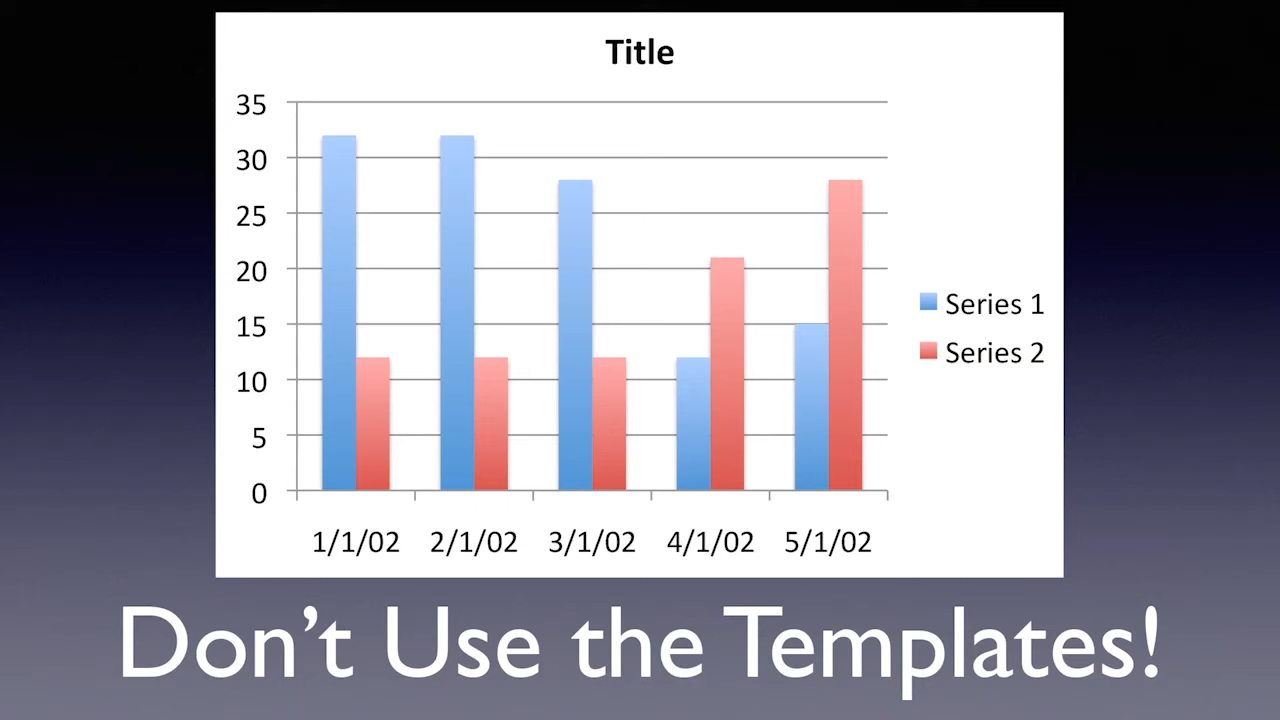 Title
35
30
25
20
15
10
5
0
Series 1
Series 2
1/1/02 2/1/02 3/1/02 4/1/02 5/1/02
Don’t Use the Templates!